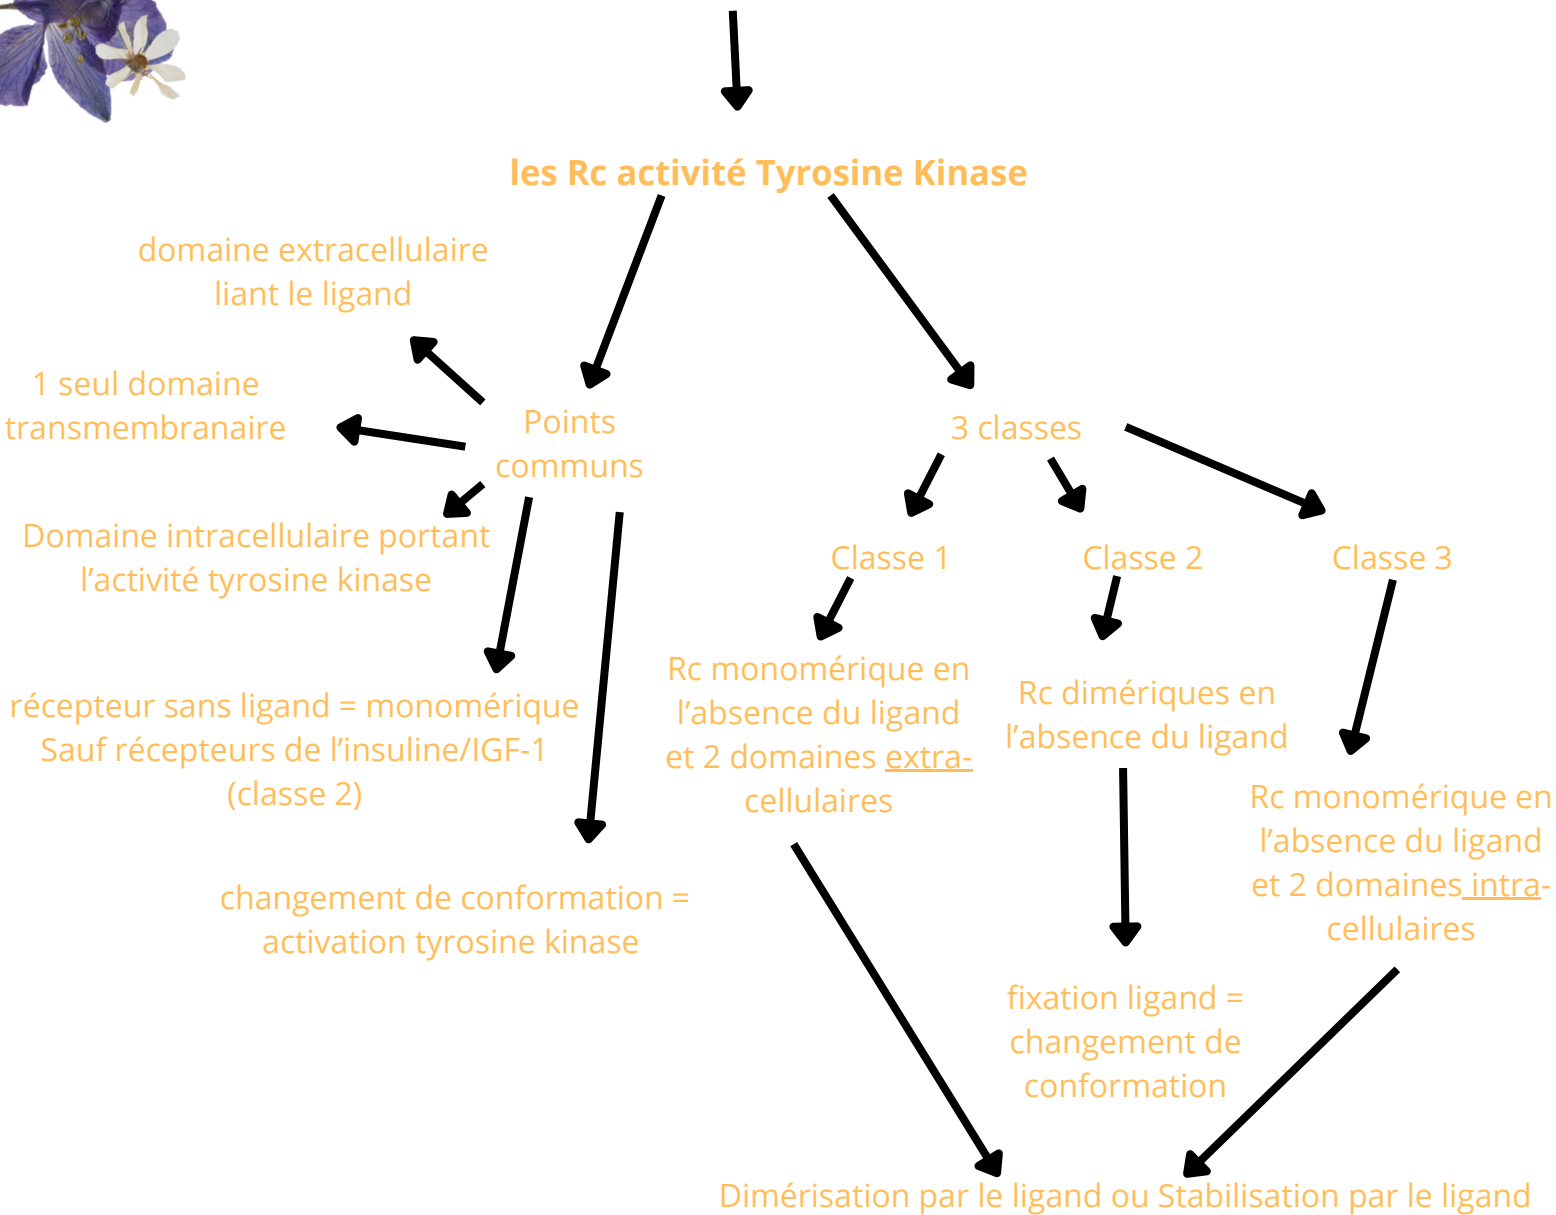 les Rc activité Tyrosine Kinase
domaine extracellulaire
liant le ligand
1 seul domaine
transmembranaire
Points
communs
Domaine intracellulaire portant
l’activité tyrosine kinase
récepteur sans ligand = monomérique
Sauf récepteurs de l’insuline/IGF-1
(classe 2)
changement de conformation =
activation tyrosine kinase
3 classes
Classe 1
Classe 2
Classe 3
Rc monomérique en
l’absence du ligand
et 2 domaines extra-
cellulaires
Rc dimériques en
l’absence du ligand
Rc monomérique en
l’absence du ligand
et 2 domaines intra-
cellulaires
fixation ligand =
changement de
conformation
Dimérisation par le ligand ou Stabilisation par le ligand